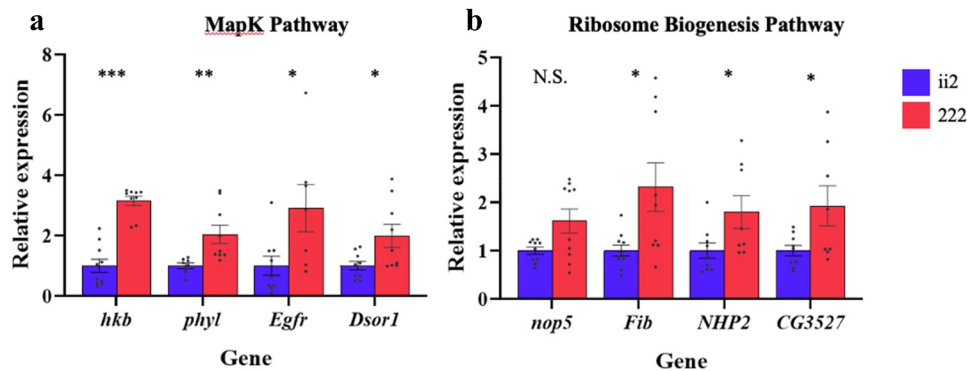 a
MapK Pathway
8
6
4
2
0
Relative expression
***
**
*
*
hkb
phyl
Egfr
Dsor1
Gene
b
Ribosome Biogenesis Pathway
5
4
3
2
1
0
Relative expression
N.S.
*
*
*
nop5
Fib
NHP2
CG3527
Gene
ii2
222